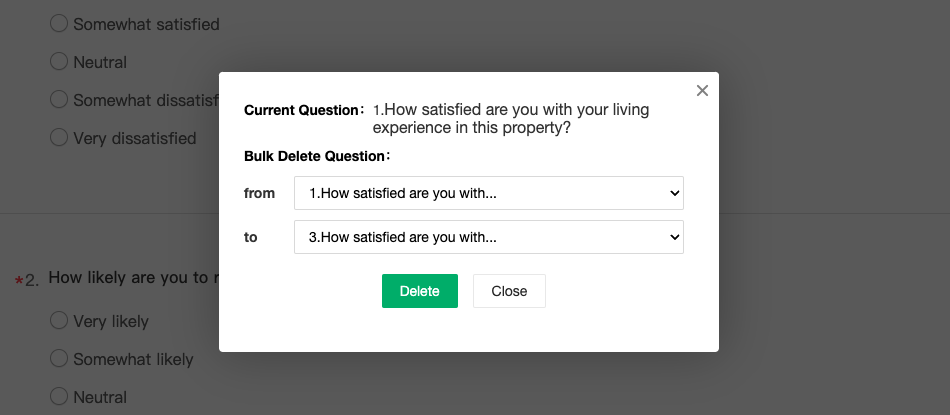 Somewhat satisfied
Neutral
Somewhat dissatisf
Very dissatisfied
Current Question: 1.How satisfied are you with your living
experience in this property?
Bulk Delete Question:
from 1.How satisfied are you with...
to 3.How satisfied are you with...
Delete Close
*2. How likely are you to r
Very likely
Somewhat likely
Neutral